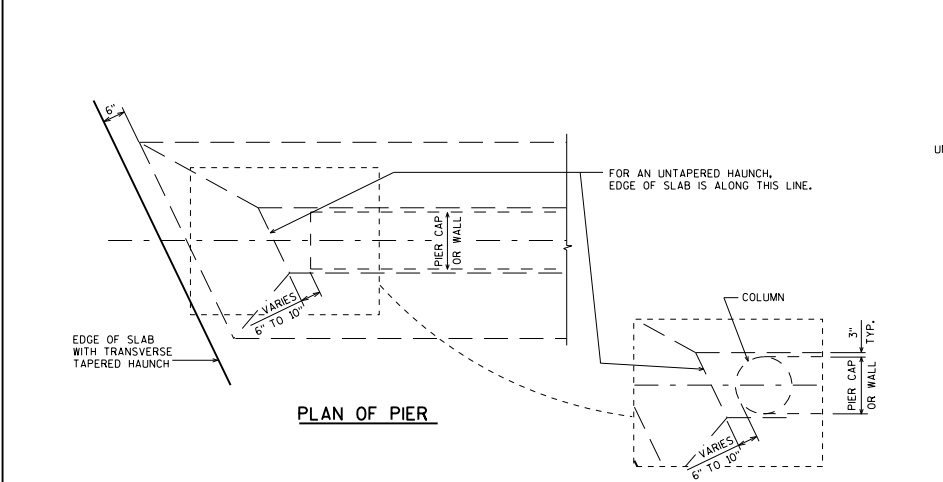 6"
UI
FOR AN UNTAPERED HAUNCH,
EDGE OF SLAB IS ALONG THIS LINE.
PIER CAP
OR WALL
VARIES
6" TO 10"
COLUMN
3"
TYP.
EDGE OF SLAB
WITH TRANSVERSE
TAPERED HAUNCH
PIER CAP
OR WALL
PLAN OF PIER
VARIES
6" TO 10"